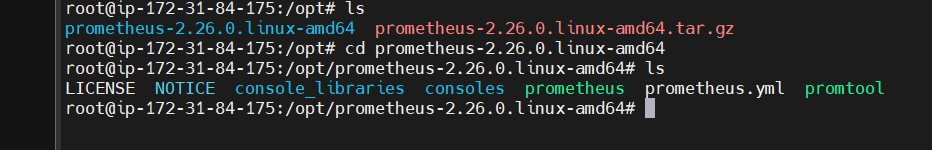 root@ip-172-31-84-175:/opt# ls
prometheus-2.26.0.linux-amd64  prometheus-2.26.0.linux-amd64.tar.gz
root@ip-172-31-84-175:/opt# cd prometheus-2.26.0.linux-amd64
root@ip-172-31-84-175:/opt/prometheus-2.26.0.linux-amd64# ls
LICENSE  NOTICE  console_libraries  consoles  prometheus  prometheus.yml  promtool
root@ip-172-31-84-175:/opt/prometheus-2.26.0.linux-amd64#